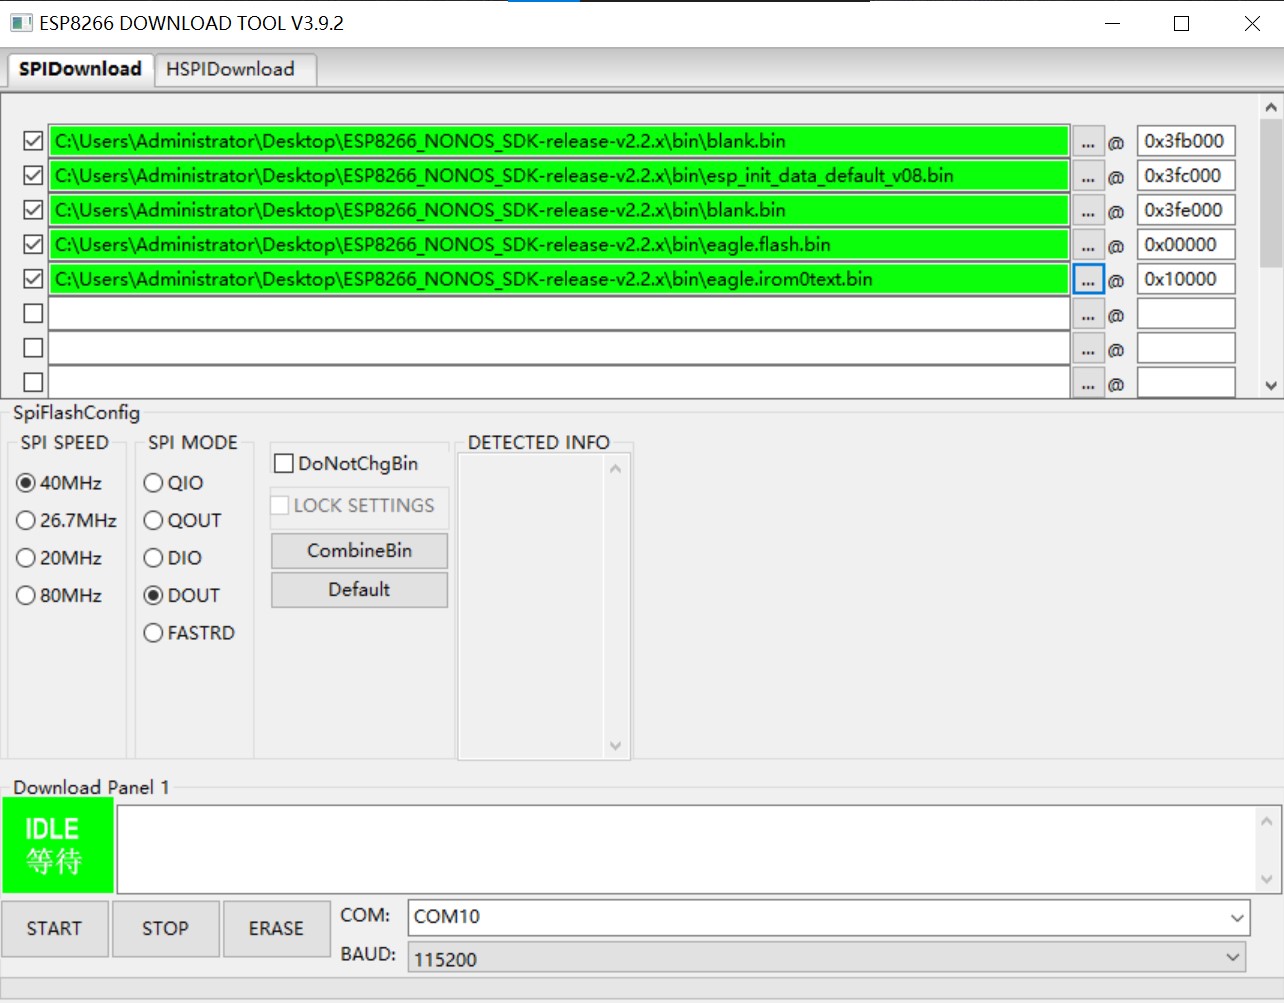 ESP8266 DOWNLOAD TOOL V3.9.2
SPIDownload HSPIDownload
C:\Users\Administrator\Desktop\ESP8266_NONOS_SDK-release-v2.2.x\bin\blank.bin ... @ 0x3fb000
C:\Users\Administrator\Desktop\ESP8266_NONOS_SDK-release-v2.2.x\bin\esp_init_data_default_v08.bin ... @ 0x3fc000
C:\Users\Administrator\Desktop\ESP8266_NONOS_SDK-release-v2.2.x\bin\blank.bin ... @ 0x3fe000
C:\Users\Administrator\Desktop\ESP8266_NONOS_SDK-release-v2.2.x\bin\eagle.flash.bin ... @ 0x00000
C:\Users\Administrator\Desktop\ESP8266_NONOS_SDK-release-v2.2.x\bin\eagle.irom0text.bin ... @ 0x10000
... @
... @
... @
SpiFlashConfig
SPI SPEED
40MHz
26.7MHz
20MHz
80MHz
SPI MODE
QIO
QOUT
DIO
DOUT
FASTRD
DoNotChgBin
LOCK SETTINGS
CombineBin
Default
DETECTED INFO
Download Panel 1
IDLE
等待
START STOP ERASE
COM: COM10
BAUD: 115200